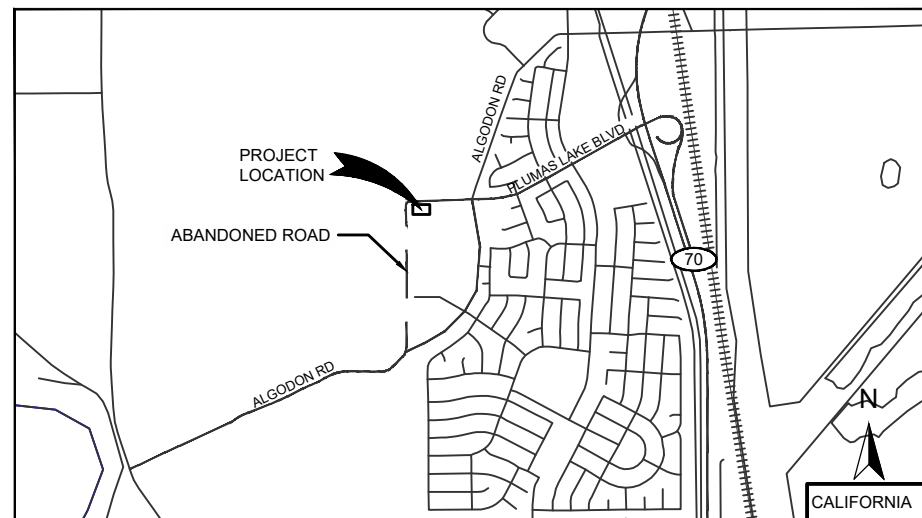 ALGODON RD
PLUMAS LAKE BLVD
PROJECT
LOCATION
ABANDONED ROAD
70
ALGODON RD
N
CALIFORNIA